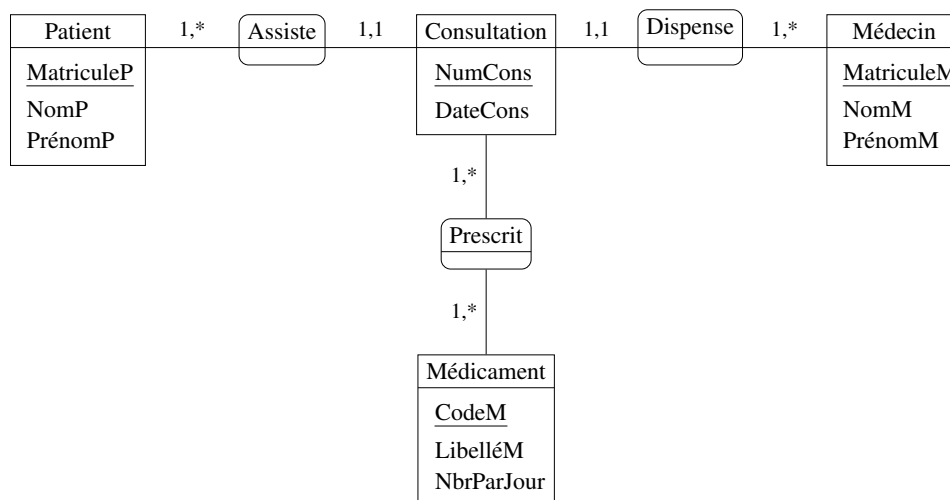 Patient
1,*
Assiste
1,1
Consultation
1,1
Dispense
1,*
Médecin
MatriculeP
NomP
PrénomP
NumCons
DateCons
MatriculeM
NomM
PrénomM
1,*
Prescrit
1,*
Médicament
CodeM
LibelléM
NbrParJour